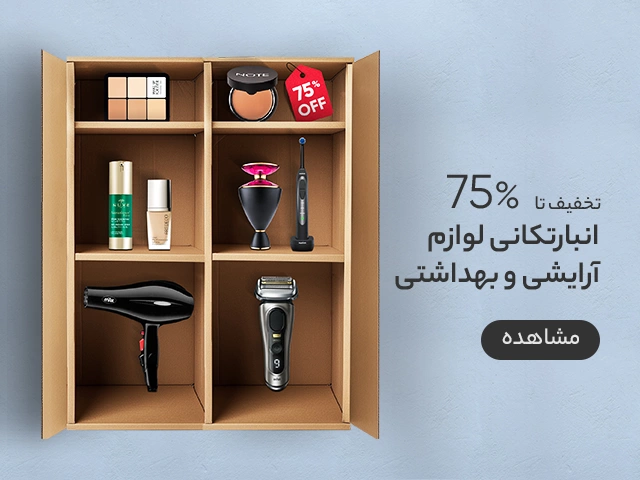 NOTE
75%
OFF
NUXE
تخفیف تا 75%
انبارتکانی لوازم
آرایشی و بهداشتی
مشاهده